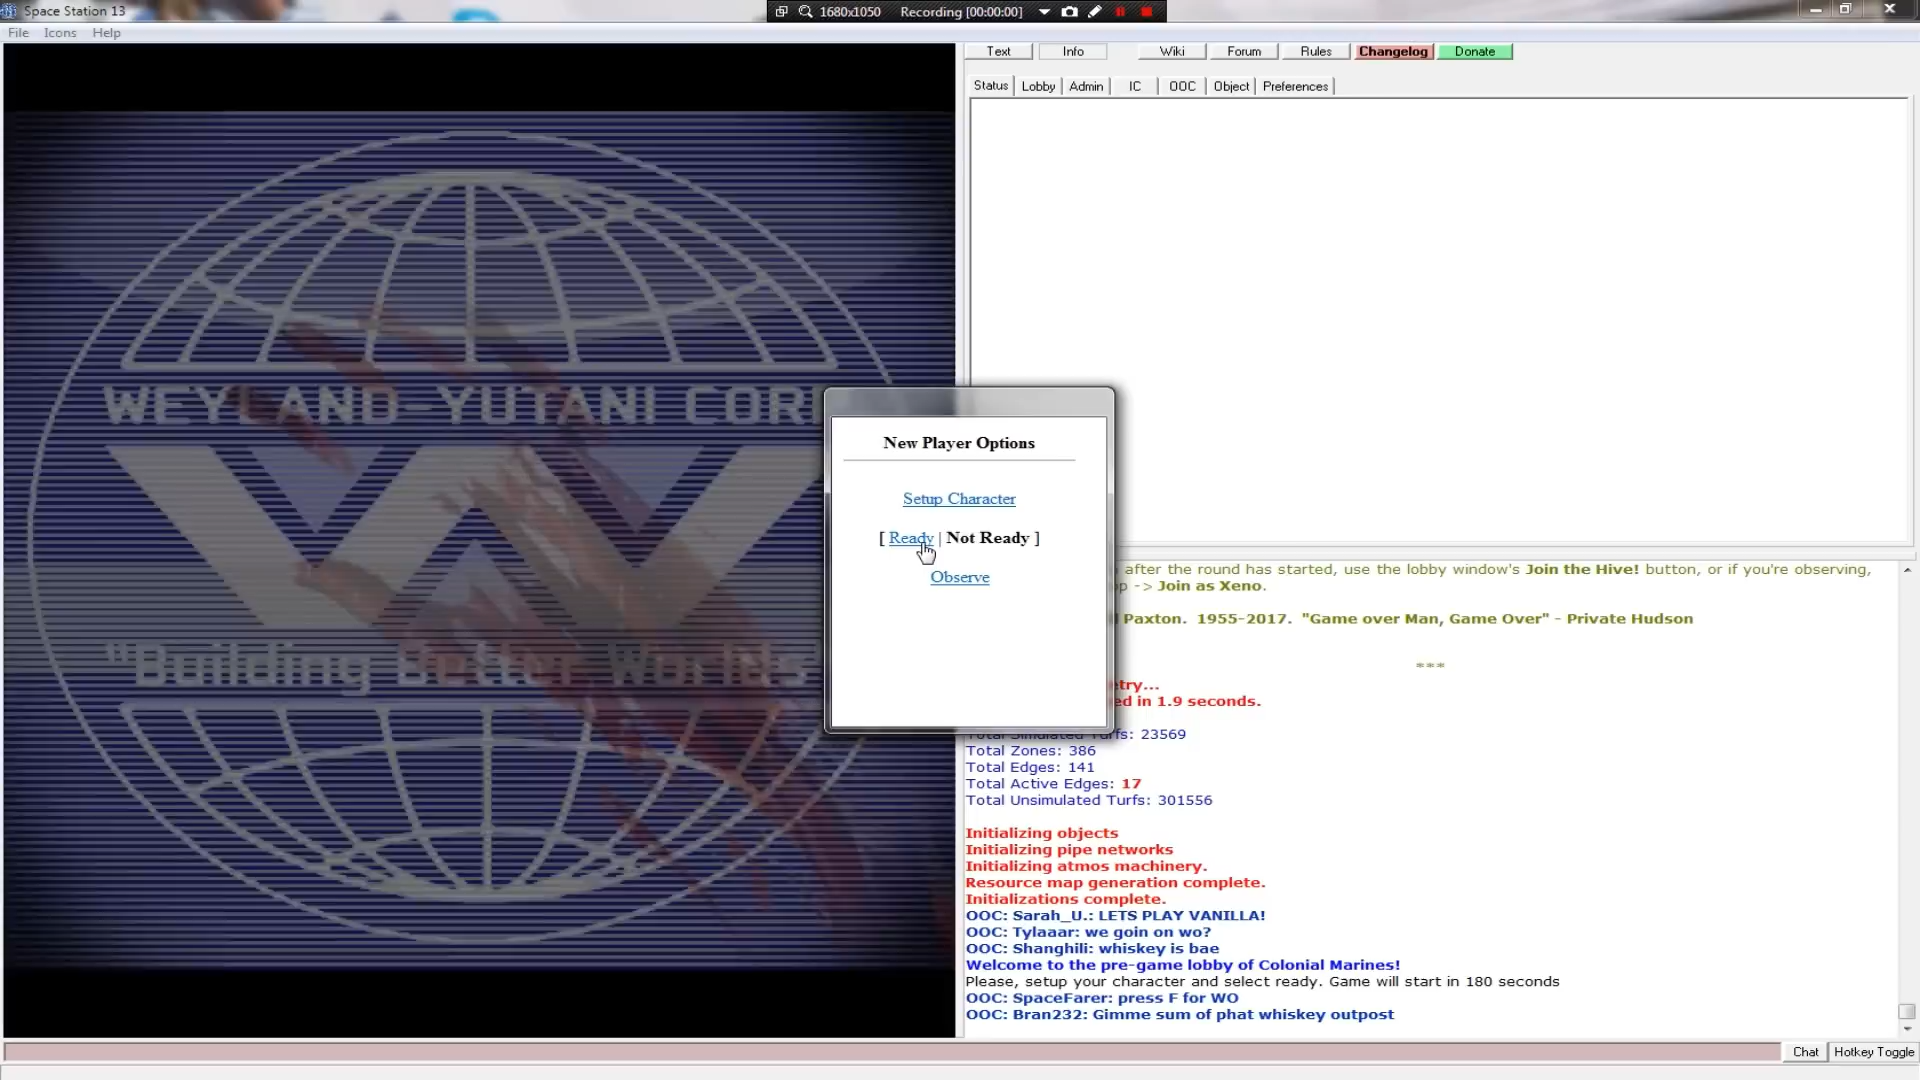 Space Station 13
1680x1050 Recording [00:00:00]
File Icons Help
Text Info Wiki Forum Rules Changelog Donate
Status Lobby Admin IC OOC Object Preferences
WEYLAND-YUTANI COR
"Building Better Worlds
New Player Options
Setup Character
[ Ready | Not Ready ]
Observe
after the round has started, use the lobby window's Join the Hive! button, or if you're observing,
-> Join as Xeno.
Paxton. 1955-2017. "Game over Man, Game Over" - Private Hudson
***
etry...
ed in 1.9 seconds.
Total Simulated Turfs: 23569
Total Zones: 386
Total Edges: 141
Total Active Edges: 17
Total Unsimulated Turfs: 301556
Initializing objects
Initializing pipe networks
Initializing atmos machinery.
Resource map generation complete.
Initializations complete.
OOC: Sarah_U.: LETS PLAY VANILLA!
OOC: Tylaaar: we goin on wo?
OOC: Shanghili: whiskey is bae
Welcome to the pre-game lobby of Colonial Marines!
Please, setup your character and select ready. Game will start in 180 seconds
OOC: SpaceFarer: press F for WO
OOC: Bran232: Gimme sum of phat whiskey outpost
Chat Hotkey Toggle